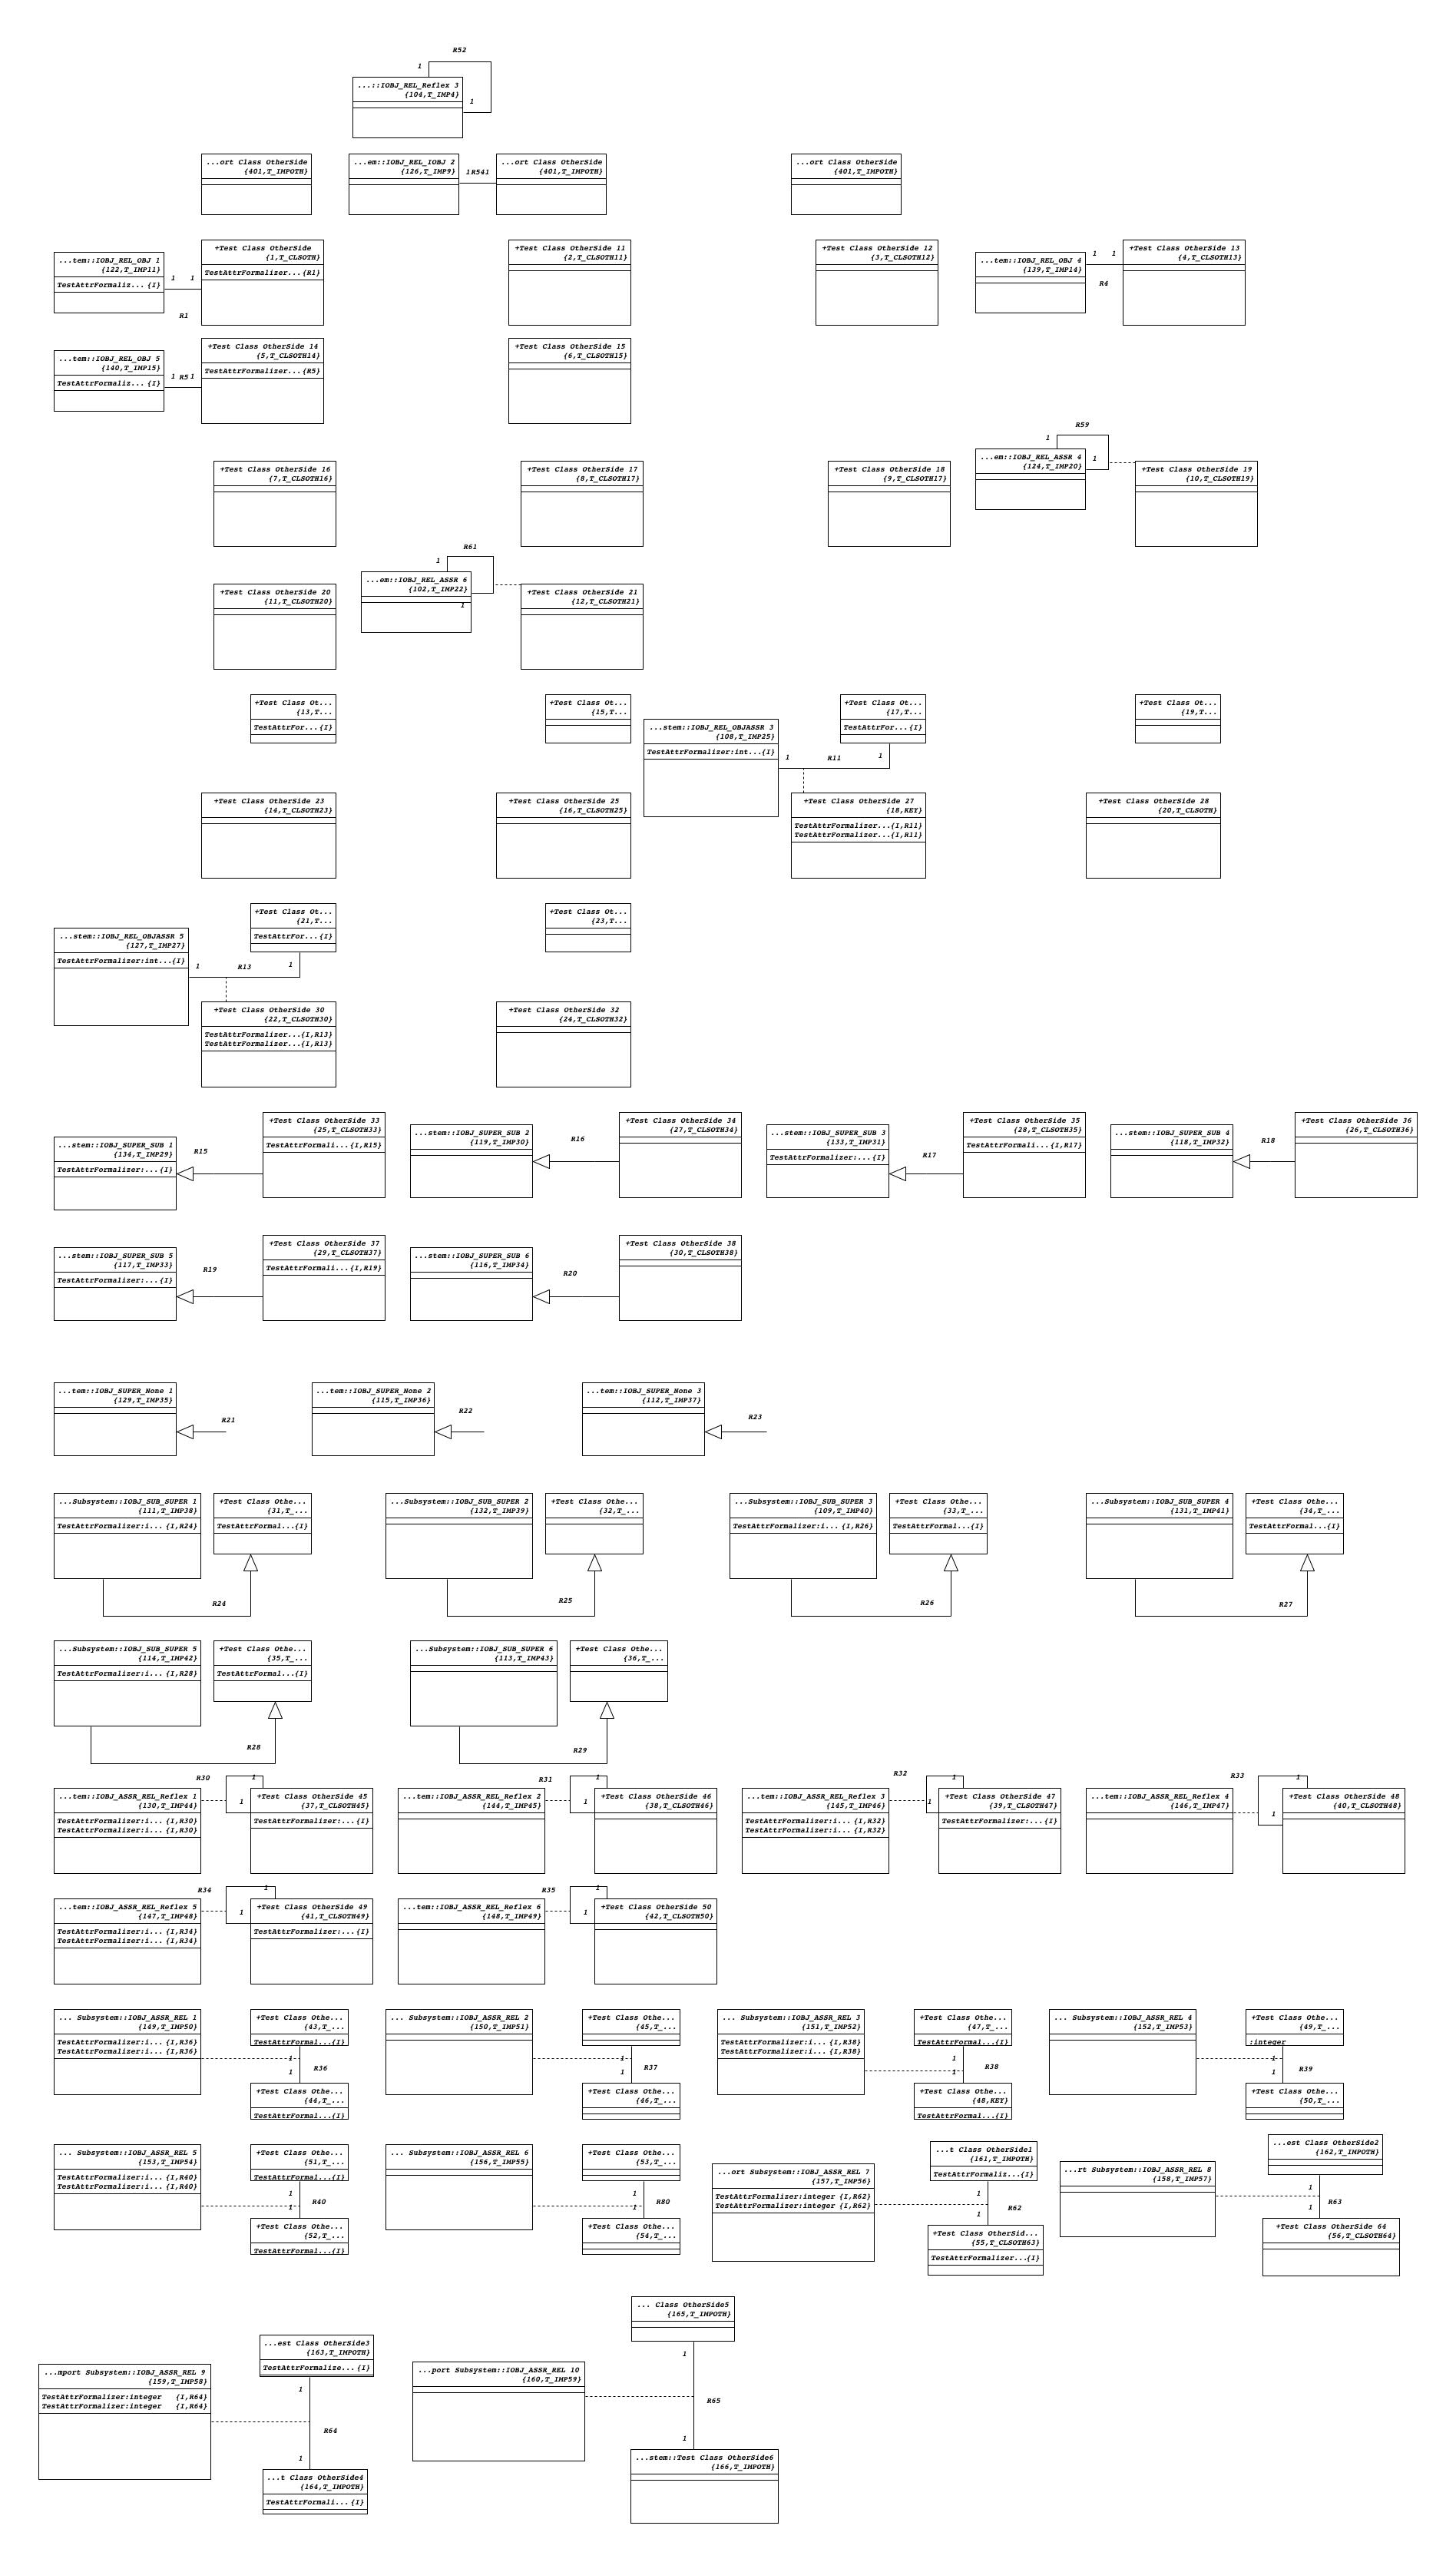 R52
1
...::IOBJ_REL_Reflex 3
{104,T_IMP4}
1
...ort Class OtherSide
{401,T_IMPOTH}
...em::IOBJ_REL_IOBJ 2
{126,T_IMP9}
1R541
...ort Class OtherSide
{401,T_IMPOTH}
...ort Class OtherSide
{401,T_IMPOTH}
...tem::IOBJ_REL_OBJ 1
{122,T_IMP11}
TestAttrFormaliz... {I}
1 1
R1
+Test Class OtherSide
{1,T_CLSOTH}
TestAttrFormalizer... {R1}
+Test Class OtherSide 11
{2,T_CLSOTH11}
+Test Class OtherSide 12
{3,T_CLSOTH12}
...tem::IOBJ_REL_OBJ 4
{139,T_IMP14}
1 1
R4
+Test Class OtherSide 13
{4,T_CLSOTH13}
...tem::IOBJ_REL_OBJ 5
{140,T_IMP15}
TestAttrFormaliz... {I}
1 R5 1
+Test Class OtherSide 14
{5,T_CLSOTH14}
TestAttrFormalizer... {R5}
+Test Class OtherSide 15
{6,T_CLSOTH15}
+Test Class OtherSide 16
{7,T_CLSOTH16}
+Test Class OtherSide 17
{8,T_CLSOTH17}
+Test Class OtherSide 18
{9,T_CLSOTH17}
R59
1
...em::IOBJ_REL_ASSR 4
{124,T_IMP20}
1
+Test Class OtherSide 19
{10,T_CLSOTH19}
+Test Class OtherSide 20
{11,T_CLSOTH20}
R61
1
...em::IOBJ_REL_ASSR 6
{102,T_IMP22}
1
+Test Class OtherSide 21
{12,T_CLSOTH21}
+Test Class Ot...
{13,T...
TestAttrFor...{I}
+Test Class Ot...
{15,T...
...stem::IOBJ_REL_OBJASSR 3
{108,T_IMP25}
TestAttrFormalizer:int...{I}
1 R11 1
+Test Class Ot...
{17,T...
TestAttrFor...{I}
+Test Class Ot...
{19,T...
+Test Class OtherSide 23
{14,T_CLSOTH23}
+Test Class OtherSide 25
{16,T_CLSOTH25}
+Test Class OtherSide 27
{18,KEY}
TestAttrFormalizer...{I,R11}
TestAttrFormalizer...{I,R11}
+Test Class OtherSide 28
{20,T_CLSOTH}
...stem::IOBJ_REL_OBJASSR 5
{127,T_IMP27}
TestAttrFormalizer:int...{I}
1 R13 1
+Test Class Ot...
{21,T...
TestAttrFor...{I}
+Test Class Ot...
{23,T...
+Test Class OtherSide 30
{22,T_CLSOTH30}
TestAttrFormalizer...{I,R13}
TestAttrFormalizer...{I,R13}
+Test Class OtherSide 32
{24,T_CLSOTH32}
...stem::IOBJ_SUPER_SUB 1
{134,T_IMP29}
TestAttrFormalizer:...{I}
R15
+Test Class OtherSide 33
{25,T_CLSOTH33}
TestAttrFormali...{I,R15}
...stem::IOBJ_SUPER_SUB 2
{119,T_IMP30}
R16
+Test Class OtherSide 34
{27,T_CLSOTH34}
...stem::IOBJ_SUPER_SUB 3
{133,T_IMP31}
TestAttrFormalizer:...{I}
R17
+Test Class OtherSide 35
{28,T_CLSOTH35}
TestAttrFormali...{I,R17}
...stem::IOBJ_SUPER_SUB 4
{118,T_IMP32}
R18
+Test Class OtherSide 36
{26,T_CLSOTH36}
...stem::IOBJ_SUPER_SUB 5
{117,T_IMP33}
TestAttrFormalizer:...{I}
R19
+Test Class OtherSide 37
{29,T_CLSOTH37}
TestAttrFormali...{I,R19}
...stem::IOBJ_SUPER_SUB 6
{116,T_IMP34}
R20
+Test Class OtherSide 38
{30,T_CLSOTH38}
...tem::IOBJ_SUPER_None 1
{129,T_IMP35}
R21
...tem::IOBJ_SUPER_None 2
{115,T_IMP36}
R22
...tem::IOBJ_SUPER_None 3
{112,T_IMP37}
R23
...Subsystem::IOBJ_SUB_SUPER 1
{111,T_IMP38}
TestAttrFormalizer:i... {I,R24}
+Test Class Othe...
{31,T_...
TestAttrFormal...{I}
R24
...Subsystem::IOBJ_SUB_SUPER 2
{132,T_IMP39}
+Test Class Othe...
{32,T_...
R25
...Subsystem::IOBJ_SUB_SUPER 3
{109,T_IMP40}
TestAttrFormalizer:i... {I,R26}
+Test Class Othe...
{33,T_...
TestAttrFormal...{I}
R26
...Subsystem::IOBJ_SUB_SUPER 4
{131,T_IMP41}
+Test Class Othe...
{34,T_...
TestAttrFormal...{I}
R27
...Subsystem::IOBJ_SUB_SUPER 5
{114,T_IMP42}
TestAttrFormalizer:i... {I,R28}
+Test Class Othe...
{35,T_...
TestAttrFormal...{I}
R28
...Subsystem::IOBJ_SUB_SUPER 6
{113,T_IMP43}
+Test Class Othe...
{36,T_...
R29
...tem::IOBJ_ASSR_REL_Reflex 1
{130,T_IMP44}
TestAttrFormalizer:i... {I,R30}
TestAttrFormalizer:i... {I,R30}
R30
1
1
+Test Class OtherSide 45
{37,T_CLSOTH45}
TestAttrFormalizer:...{I}
...tem::IOBJ_ASSR_REL_Reflex 2
{144,T_IMP45}
R31
1
1
+Test Class OtherSide 46
{38,T_CLSOTH46}
...tem::IOBJ_ASSR_REL_Reflex 3
{145,T_IMP46}
TestAttrFormalizer:i... {I,R32}
TestAttrFormalizer:i... {I,R32}
R32
1
1
+Test Class OtherSide 47
{39,T_CLSOTH47}
TestAttrFormalizer:...{I}
...tem::IOBJ_ASSR_REL_Reflex 4
{146,T_IMP47}
R33
1
1
+Test Class OtherSide 48
{40,T_CLSOTH48}
...tem::IOBJ_ASSR_REL_Reflex 5
{147,T_IMP48}
TestAttrFormalizer:i... {I,R34}
TestAttrFormalizer:i... {I,R34}
R34
1
1
+Test Class OtherSide 49
{41,T_CLSOTH49}
TestAttrFormalizer:...{I}
...tem::IOBJ_ASSR_REL_Reflex 6
{148,T_IMP49}
R35
1
1
+Test Class OtherSide 50
{42,T_CLSOTH50}
... Subsystem::IOBJ_ASSR_REL 1
{149,T_IMP50}
TestAttrFormalizer:i... {I,R36}
TestAttrFormalizer:i... {I,R36}
+Test Class Othe...
{43,T_...
TestAttrFormal...{I}
1
1
R36
+Test Class Othe...
{44,T_...
TestAttrFormal...{I}
... Subsystem::IOBJ_ASSR_REL 2
{150,T_IMP51}
+Test Class Othe...
{45,T_...
1
1
R37
+Test Class Othe...
{46,T_...
... Subsystem::IOBJ_ASSR_REL 3
{151,T_IMP52}
TestAttrFormalizer:i... {I,R38}
TestAttrFormalizer:i... {I,R38}
+Test Class Othe...
{47,T_...
TestAttrFormal...{I}
1
1
R38
+Test Class Othe...
{48,KEY}
TestAttrFormal...{I}
... Subsystem::IOBJ_ASSR_REL 4
{152,T_IMP53}
+Test Class Othe...
{49,T_...
:integer
1
1
R39
+Test Class Othe...
{50,T_...
... Subsystem::IOBJ_ASSR_REL 5
{153,T_IMP54}
TestAttrFormalizer:i... {I,R40}
TestAttrFormalizer:i... {I,R40}
+Test Class Othe...
{51,T_...
TestAttrFormal...{I}
1
1
R40
+Test Class Othe...
{52,T_...
TestAttrFormal...{I}
... Subsystem::IOBJ_ASSR_REL 6
{156,T_IMP55}
+Test Class Othe...
{53,T_...
1
1
R80
+Test Class Othe...
{54,T_...
...ort Subsystem::IOBJ_ASSR_REL 7
{157,T_IMP56}
TestAttrFormalizer:integer {I,R62}
TestAttrFormalizer:integer {I,R62}
...t Class OtherSide1
{161,T_IMPOTH}
TestAttrFormaliz...{I}
1
1
R62
+Test Class OtherSid...
{55,T_CLSOTH63}
TestAttrFormalizer...{I}
...rt Subsystem::IOBJ_ASSR_REL 8
{158,T_IMP57}
...est Class OtherSide2
{162,T_IMPOTH}
1
1
R63
+Test Class OtherSide 64
{56,T_CLSOTH64}
...mport Subsystem::IOBJ_ASSR_REL 9
{159,T_IMP58}
TestAttrFormalizer:integer {I,R64}
TestAttrFormalizer:integer {I,R64}
...est Class OtherSide3
{163,T_IMPOTH}
TestAttrFormalize... {I}
1
R64
1
...t Class OtherSide4
{164,T_IMPOTH}
TestAttrFormali... {I}
...port Subsystem::IOBJ_ASSR_REL 10
{160,T_IMP59}
... Class OtherSide5
{165,T_IMPOTH}
1
R65
1
...stem::Test Class OtherSide6
{166,T_IMPOTH}